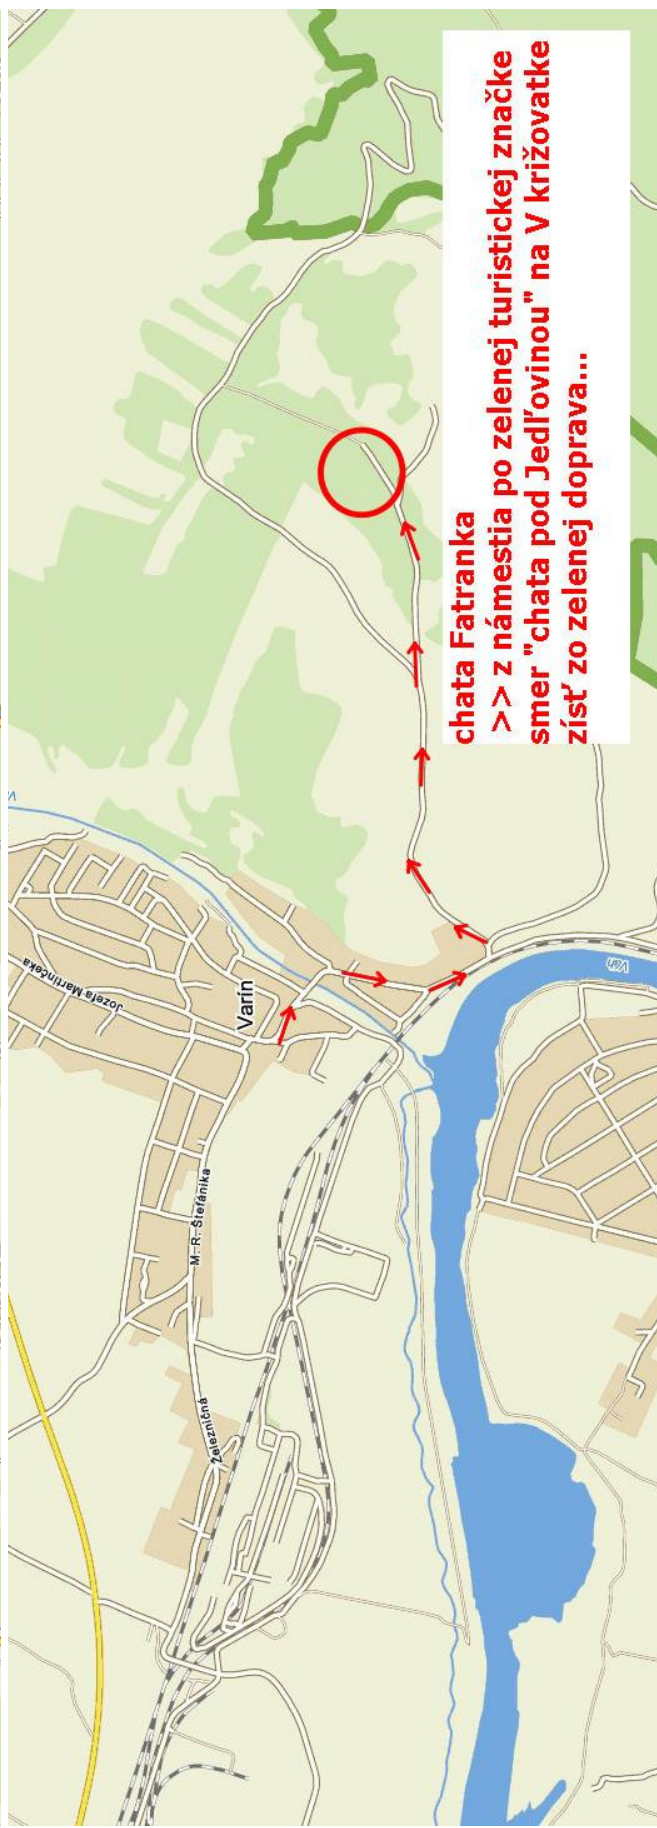 chata Fatranka
>> z námestia po zelenej turistickej značke
smer "chata pod Jedľovinou" na V križovatke
zísť zo zelenej doprava...
Varín
Jozefa Martinčeka
M. R. Štefánika
Železničná
Váh